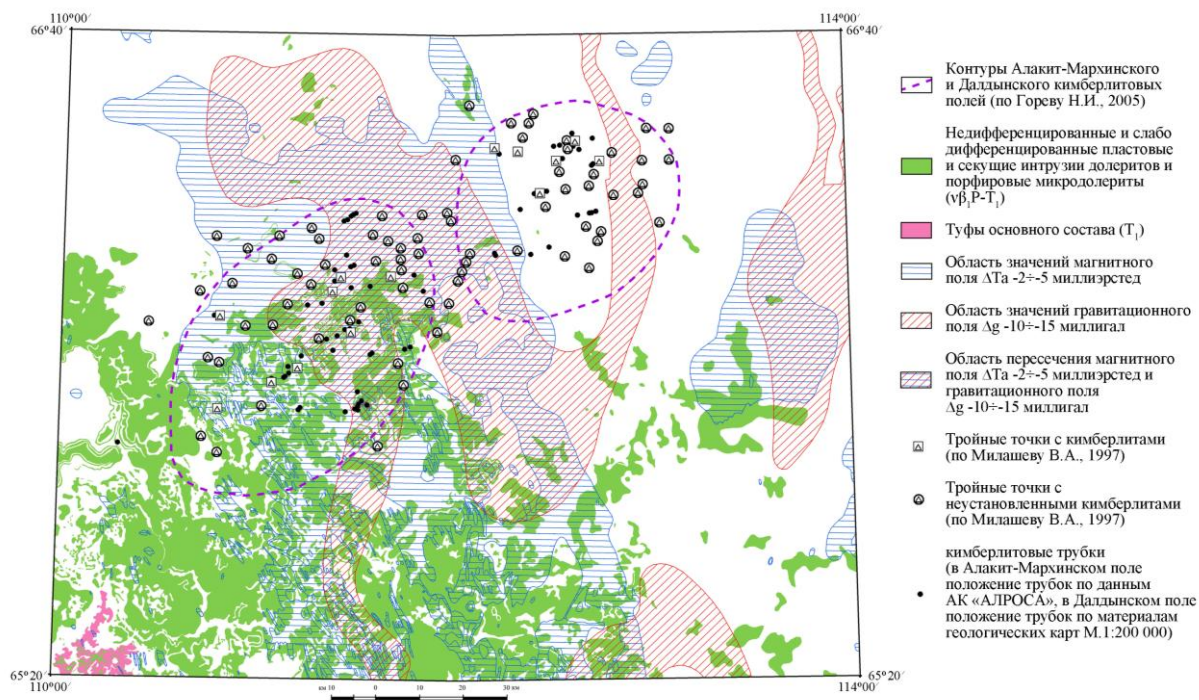 110°00′
114°00′
66°40′
66°40′
Контуры Алакит-Мархинского
и Далдынского кимберлитовых
полей (по Гореву Н.И., 2005)
Недифференцированные и слабо
дифференцированные пластовые
и секущие интрузии долеритов и
порфировые микродолериты
(νβ₁P-T₁)
Туфы основного состава (T₁)
Область значений магнитного
поля ΔTa -2÷-5 миллиэрстед
Область значений гравитационного
поля Δg -10÷-15 миллигал
Область пересечения магнитного
поля ΔTa -2÷-5 миллиэрстед и
гравитационного поля
Δg -10÷-15 миллигал
Тройные точки с кимберлитами
(по Милашеву В.А., 1997)
Тройные точки с
неустановленными кимберлитами
(по Милашеву В.А., 1997)
кимберлитовые трубки
(в Алакит-Мархинском поле
положение трубок по данным
АК «АЛРОСА», в Далдынском поле
положение трубок по материалам
геологических карт М.1:200 000)
65°20′
65°20′
110°00′
114°00′
км 10 0 10 20 30 км